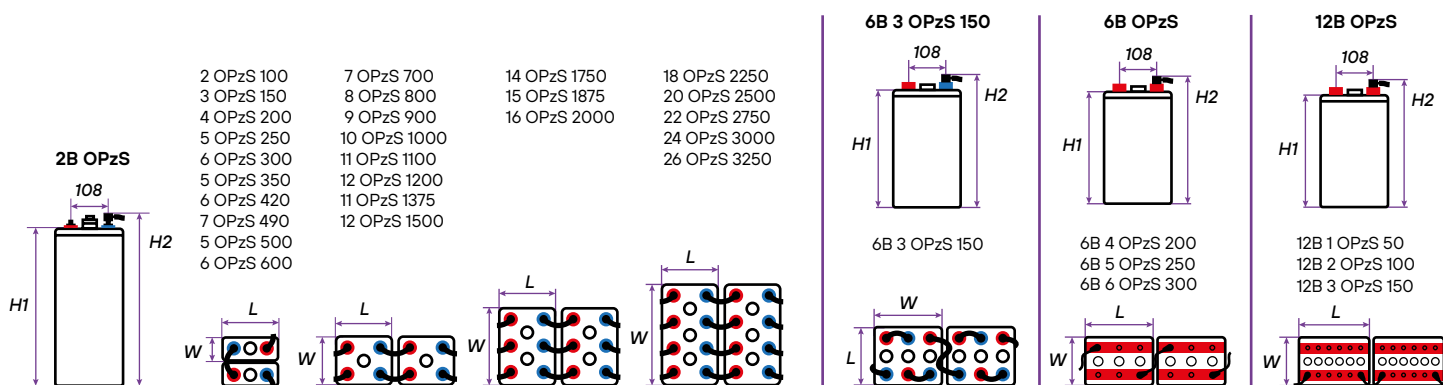 2B OPzS
108
H1
H2
2 OPzS 100
3 OPzS 150
4 OPzS 200
5 OPzS 250
6 OPzS 300
5 OPzS 350
6 OPzS 420
7 OPzS 490
5 OPzS 500
6 OPzS 600
L
W
7 OPzS 700
8 OPzS 800
9 OPzS 900
10 OPzS 1000
11 OPzS 1100
12 OPzS 1200
11 OPzS 1375
12 OPzS 1500
L
W
14 OPzS 1750
15 OPzS 1875
16 OPzS 2000
L
W
18 OPzS 2250
20 OPzS 2500
22 OPzS 2750
24 OPzS 3000
26 OPzS 3250
L
W
6B 3 OPzS 150
108
H1
H2
6B 3 OPzS 150
W
L
6B OPzS
108
H1
H2
6B 4 OPzS 200
6B 5 OPzS 250
6B 6 OPzS 300
L
W
12B OPzS
108
H1
H2
12B 1 OPzS 50
12B 2 OPzS 100
12B 3 OPzS 150
L
W